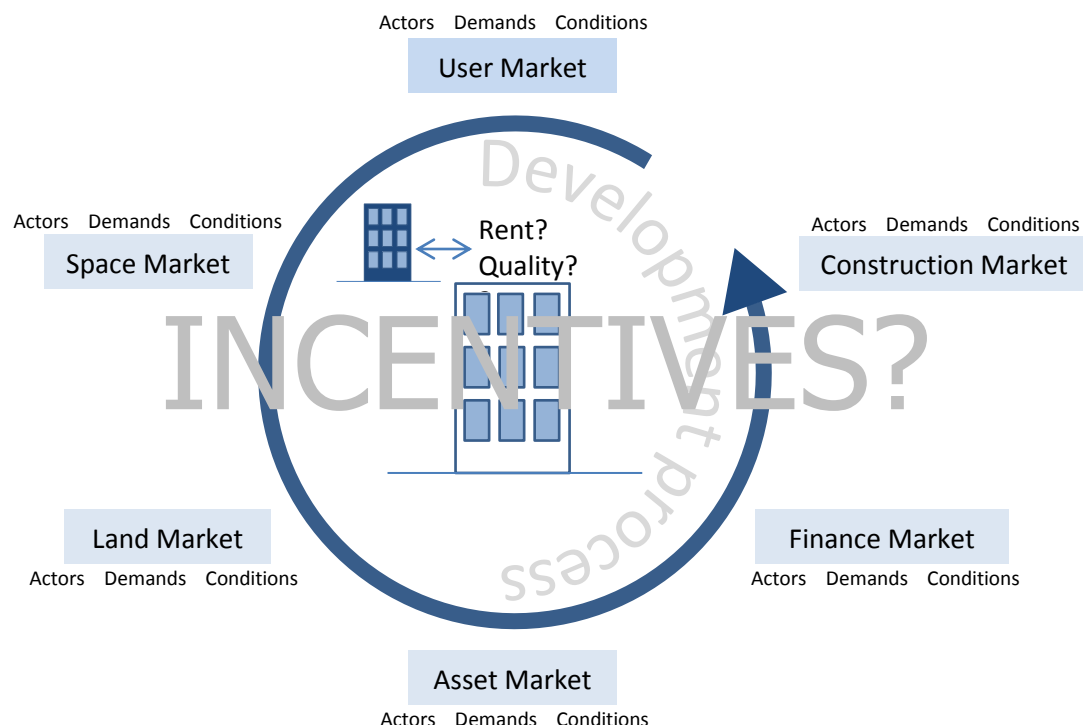 Actors Demands Conditions
User Market
Development process
Actors Demands Conditions
Space Market
Rent?
Quality?
Actors Demands Conditions
Construction Market
INCENTIVES?
Land Market
Actors Demands Conditions
Finance Market
Actors Demands Conditions
Asset Market
Actors Demands Conditions